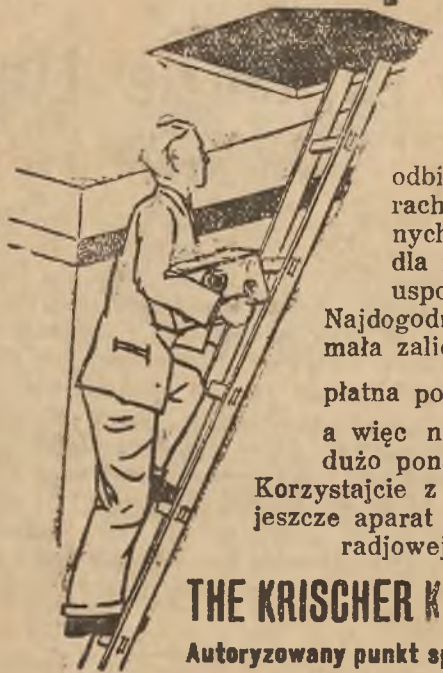 odbi
rach
nych
dla
uspo
Najdogodn
mała zalic
płatna po
a więc n
dużo pon
Korzystajcie z
jeszcze aparat
radjowej
THE KRISCHER K
Autoryzowany punkt sp